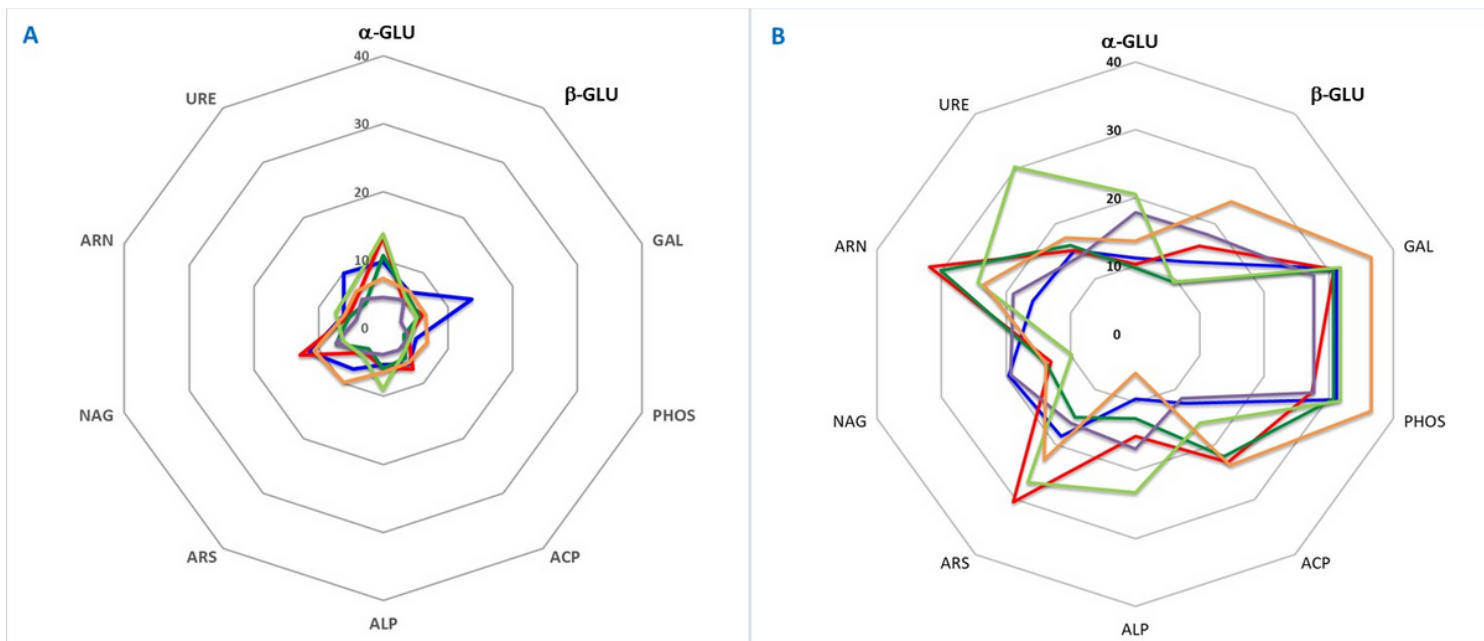 A
α-GLU
40
β-GLU
URE
30
20
ARN
GAL
10
0
NAG
PHOS
ARS
ACP
ALP
B
α-GLU
40
β-GLU
URE
30
20
ARN
GAL
10
0
NAG
PHOS
ARS
ACP
ALP